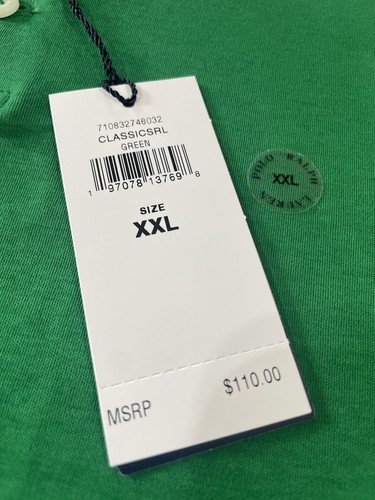 710832748032
CLASSICSRL
GREEN
1 97078 13769 8
SIZE
XXL
MSRP $110.00
POLO RALPH LAUREN
XXL